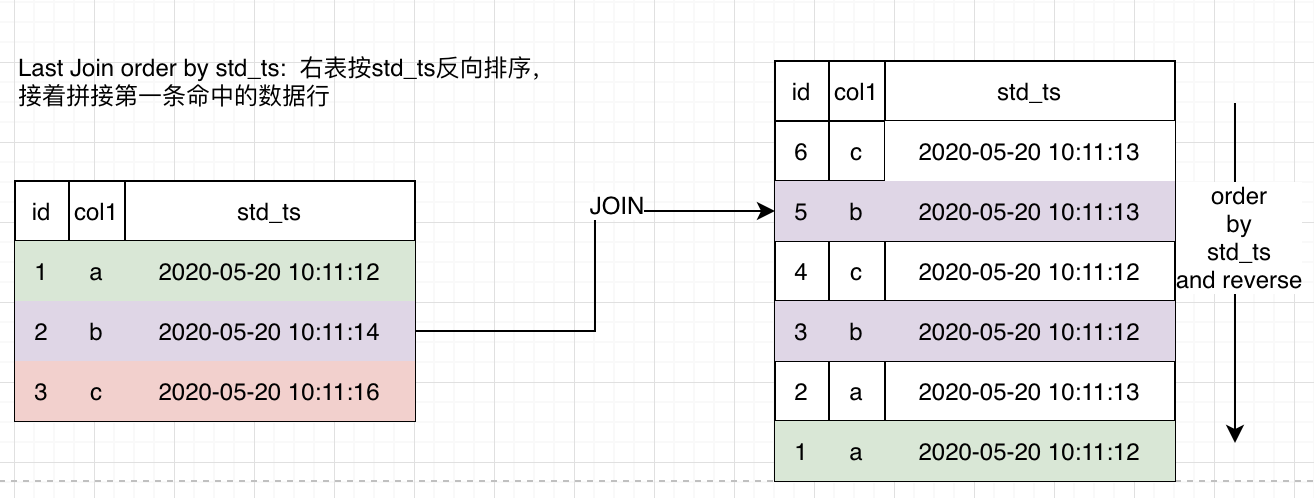 Last Join order by std_ts：右表按std_ts反向排序，
接着拼接第一条命中的数据行
id col1 std_ts
1 a 2020-05-20 10:11:12
2 b 2020-05-20 10:11:14
3 c 2020-05-20 10:11:16
JOIN
id col1 std_ts
6 c 2020-05-20 10:11:13
5 b 2020-05-20 10:11:13
4 c 2020-05-20 10:11:12
3 b 2020-05-20 10:11:12
2 a 2020-05-20 10:11:13
1 a 2020-05-20 10:11:12
order
by
std_ts
and reverse